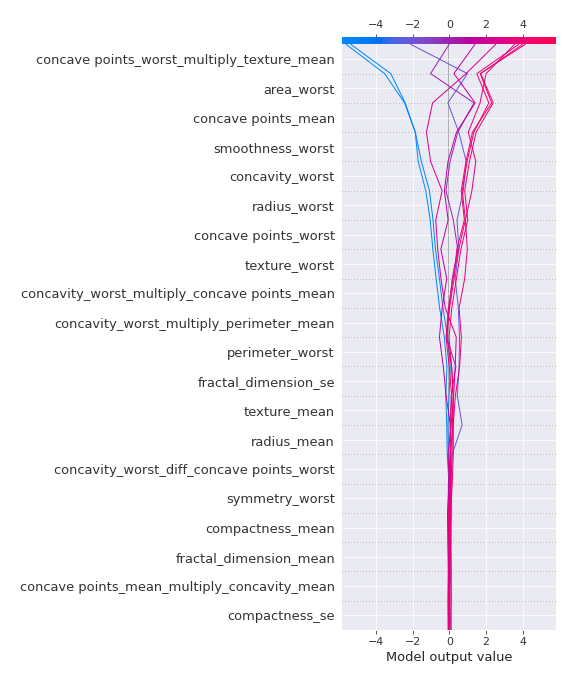 −4 −2 0 2 4
concave points_worst_multiply_texture_mean
area_worst
concave points_mean
smoothness_worst
concavity_worst
radius_worst
concave points_worst
texture_worst
concavity_worst_multiply_concave points_mean
concavity_worst_multiply_perimeter_mean
perimeter_worst
fractal_dimension_se
texture_mean
radius_mean
concavity_worst_diff_concave points_worst
symmetry_worst
compactness_mean
fractal_dimension_mean
concave points_mean_multiply_concavity_mean
compactness_se
−4 −2 0 2 4
Model output value